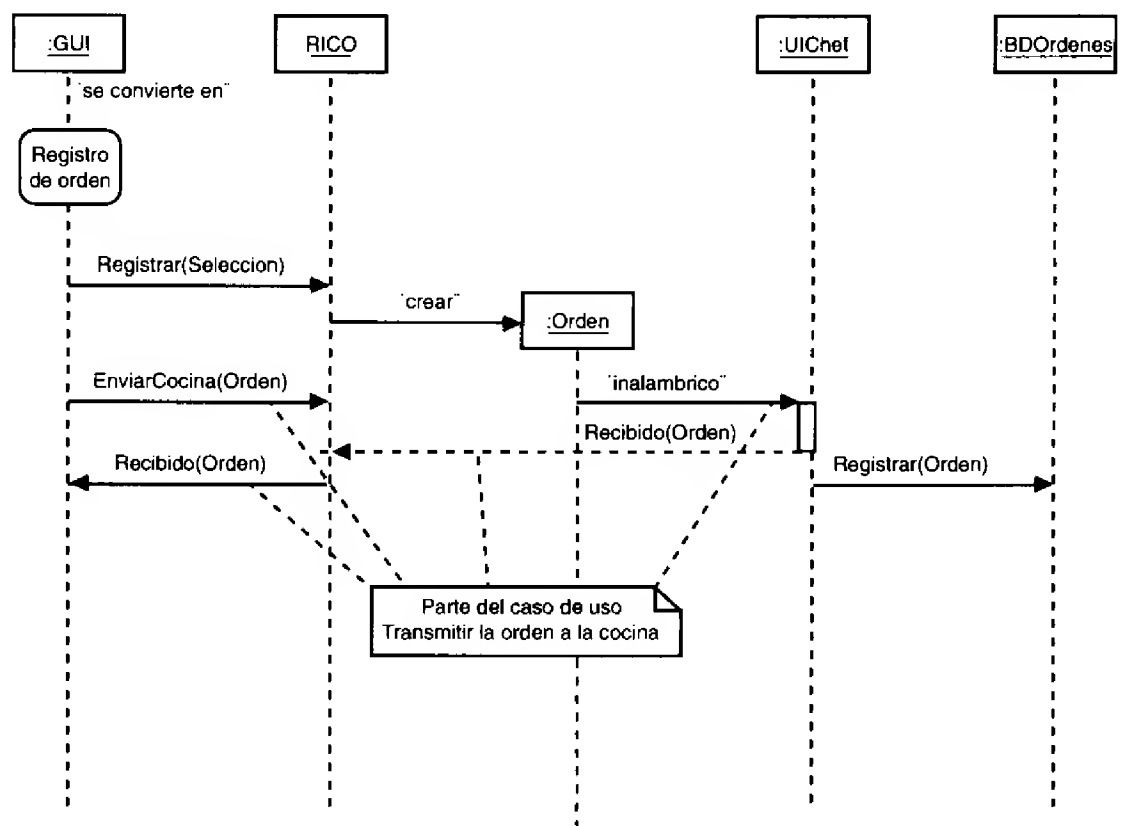 :GUI
RICO
:UIChef
:BDOrdenes
¨se convierte en¨
Registro
de orden
Registrar(Seleccion)
¨crear¨
:Orden
EnviarCocina(Orden)
¨inalambrico¨
Recibido(Orden)
Recibido(Orden)
Registrar(Orden)
Parte del caso de uso
Transmitir la orden a la cocina